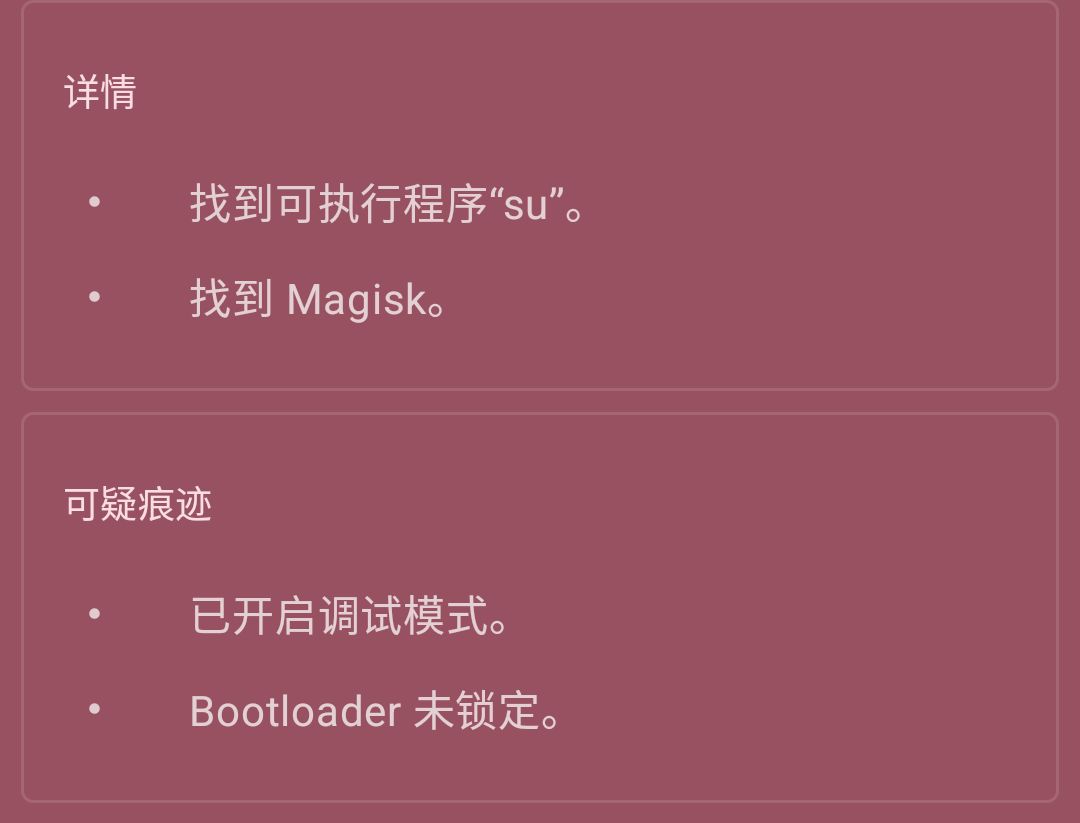 详情
• 找到可执行程序“su”。
• 找到 Magisk。
可疑痕迹
• 已开启调试模式。
• Bootloader 未锁定。